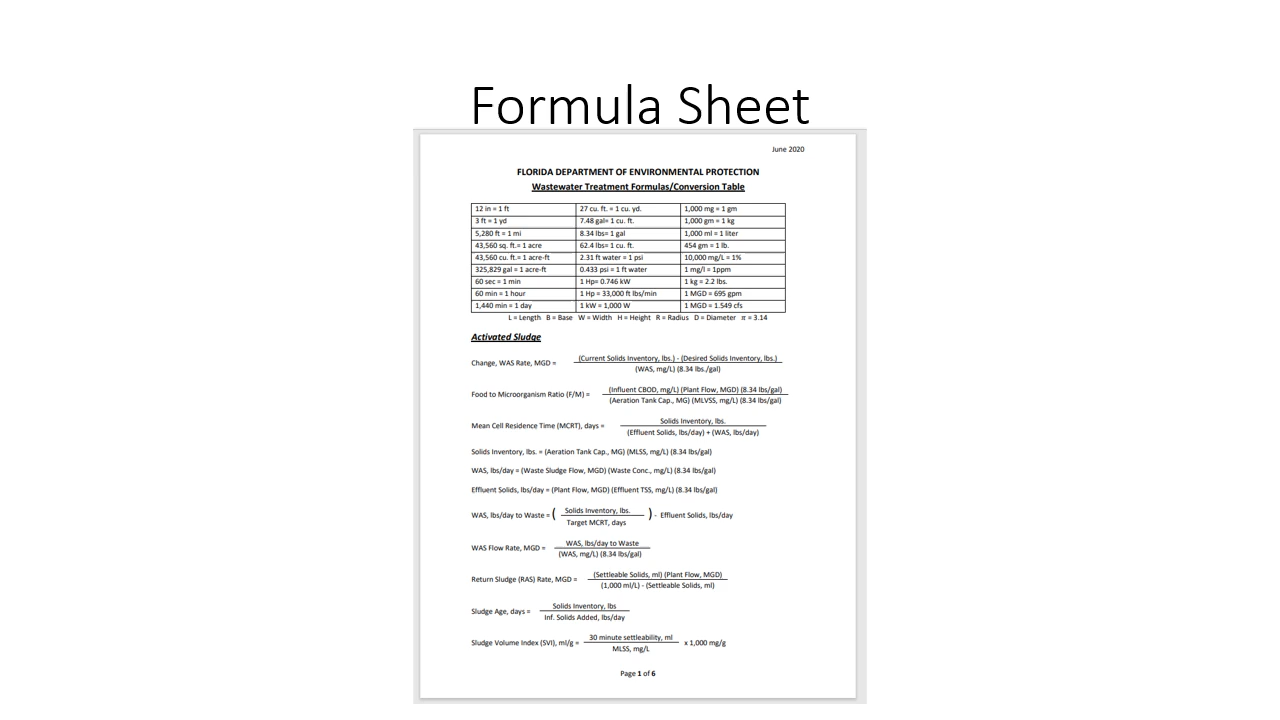 Formula Sheet
June 2020
FLORIDA DEPARTMENT OF ENVIRONMENTAL PROTECTION
Wastewater Treatment Formulas/Conversion Table
12 in = 1 ft 27 cu. ft. = 1 cu. yd. 1,000 mg = 1 gm
3 ft = 1 yd 7.48 gal= 1 cu. ft. 1,000 gm = 1 kg
5,280 ft = 1 mi 8.34 lbs= 1 gal 1,000 ml = 1 liter
43,560 sq. ft.= 1 acre 62.4 lbs= 1 cu. ft. 454 gm = 1 lb.
43,560 cu. ft.= 1 acre-ft 2.31 ft water = 1 psi 10,000 mg/L = 1%
325,829 gal = 1 acre-ft 0.433 psi = 1 ft water 1 mg/l = 1ppm
60 sec = 1 min 1 Hp= 0.746 kW 1 kg = 2.2 lbs.
60 min = 1 hour 1 Hp = 33,000 ft lbs/min 1 MGD = 695 gpm
1,440 min = 1 day 1 kW = 1,000 W 1 MGD = 1.549 cfs
L = Length B = Base W = Width H = Height R = Radius D = Diameter π = 3.14
Activated Sludge
(Current Solids Inventory, lbs.) - (Desired Solids Inventory, lbs.)
Change, WAS Rate, MGD =
(WAS, mg/L) (8.34 lbs./gal)
(Influent CBOD, mg/L) (Plant Flow, MGD) (8.34 lbs/gal)
Food to Microorganism Ratio (F/M) =
(Aeration Tank Cap., MG) (MLVSS, mg/L) (8.34 lbs/gal)
Solids Inventory, lbs.
Mean Cell Residence Time (MCRT), days =
(Effluent Solids, lbs/day) + (WAS, lbs/day)
Solids Inventory, lbs. = (Aeration Tank Cap., MG) (MLSS, mg/L) (8.34 lbs/gal)
WAS, lbs/day = (Waste Sludge Flow, MGD) (Waste Conc., mg/L) (8.34 lbs/gal)
Effluent Solids, lbs/day = (Plant Flow, MGD) (Effluent TSS, mg/L) (8.34 lbs/gal)
Solids Inventory, lbs.
WAS, lbs/day to Waste = ( ) - Effluent Solids, lbs/day
Target MCRT, days
WAS, lbs/day to Waste
WAS Flow Rate, MGD =
(WAS, mg/L) (8.34 lbs/gal)
(Settleable Solids, ml) (Plant Flow, MGD)
Return Sludge (RAS) Rate, MGD =
(1,000 ml/L) - (Settleable Solids, ml)
Solids Inventory, lbs
Sludge Age, days =
Inf. Solids Added, lbs/day
30 minute settleability, ml
Sludge Volume Index (SVI), ml/g = x 1,000 mg/g
MLSS, mg/L
Page 1 of 6